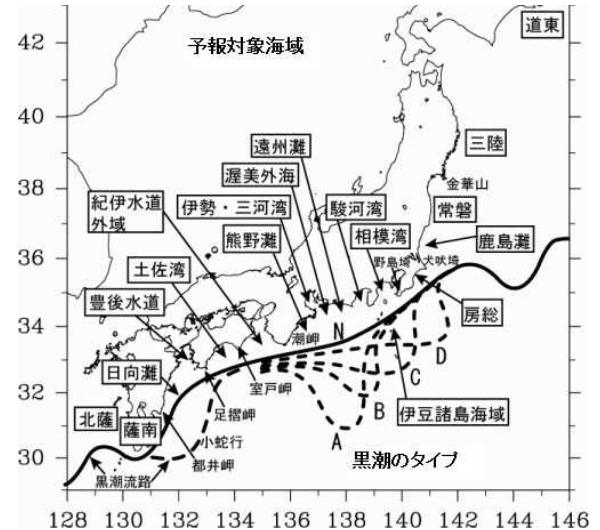 予報対象海域
道東
42
40
38
36
34
32
30
三陸
金華山
常磐
鹿島灘
犬吠埼
野島埼
房総
遠州灘
渥美外海
伊勢・三河湾
駿河湾
相模湾
紀伊水道
外域
熊野灘
土佐湾
豊後水道
潮岬
N
日向灘
室戸岬
足摺岬
北薩
薩南
小蛇行
都井岬
黒潮流路
A
B
C
D
伊豆諸島海域
黒潮のタイプ
128 130 132 134 136 138 140 142 144 146